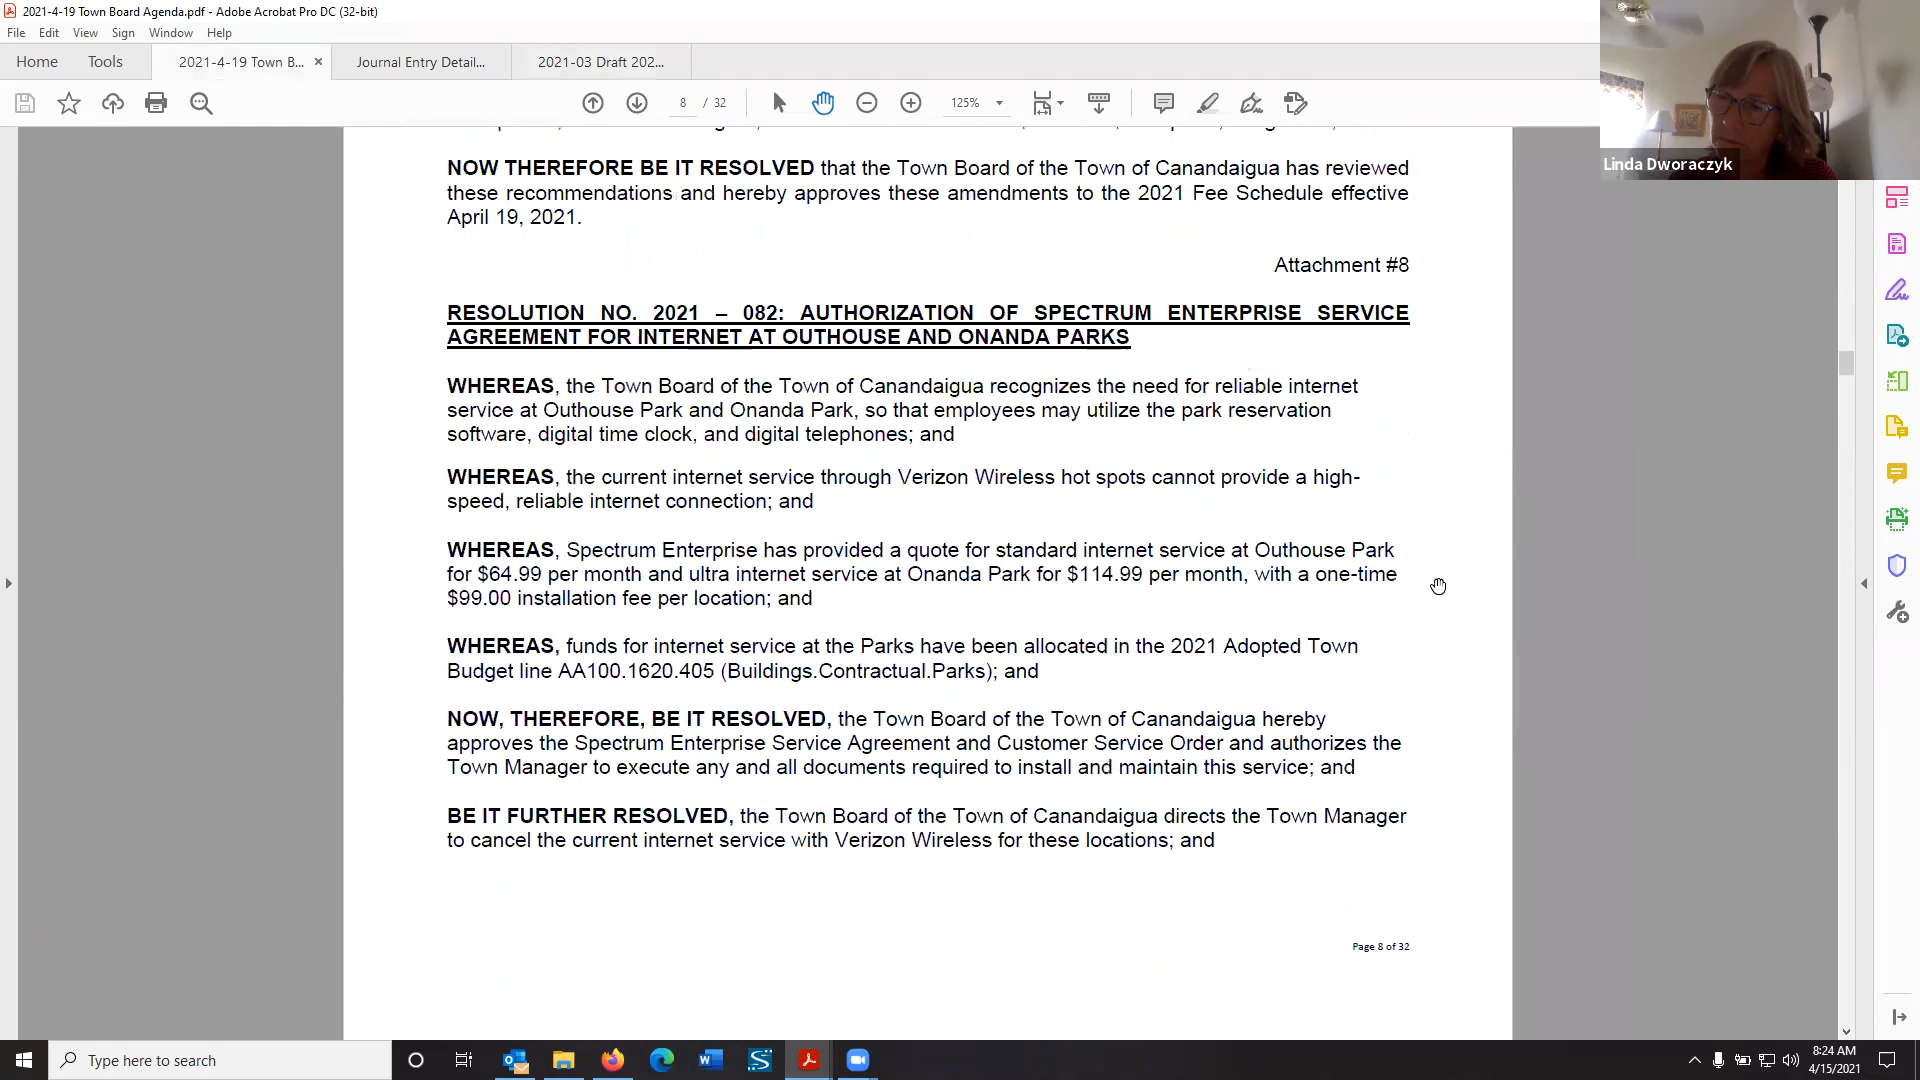 2021-4-19 Town Board Agenda.pdf - Adobe Acrobat Pro DC (32-bit)
File Edit View Sign Window Help
Home Tools 2021-4-19 Town B... × Journal Entry Detail... 2021-03 Draft 202...
8 / 32 125%
Linda Dworaczyk
NOW THEREFORE BE IT RESOLVED that the Town Board of the Town of Canandaigua has reviewed
these recommendations and hereby approves these amendments to the 2021 Fee Schedule effective
April 19, 2021.
Attachment #8
RESOLUTION NO. 2021 – 082: AUTHORIZATION OF SPECTRUM ENTERPRISE SERVICE
AGREEMENT FOR INTERNET AT OUTHOUSE AND ONANDA PARKS
WHEREAS, the Town Board of the Town of Canandaigua recognizes the need for reliable internet
service at Outhouse Park and Onanda Park, so that employees may utilize the park reservation
software, digital time clock, and digital telephones; and
WHEREAS, the current internet service through Verizon Wireless hot spots cannot provide a high-
speed, reliable internet connection; and
WHEREAS, Spectrum Enterprise has provided a quote for standard internet service at Outhouse Park
for $64.99 per month and ultra internet service at Onanda Park for $114.99 per month, with a one-time
$99.00 installation fee per location; and
WHEREAS, funds for internet service at the Parks have been allocated in the 2021 Adopted Town
Budget line AA100.1620.405 (Buildings.Contractual.Parks); and
NOW, THEREFORE, BE IT RESOLVED, the Town Board of the Town of Canandaigua hereby
approves the Spectrum Enterprise Service Agreement and Customer Service Order and authorizes the
Town Manager to execute any and all documents required to install and maintain this service; and
BE IT FURTHER RESOLVED, the Town Board of the Town of Canandaigua directs the Town Manager
to cancel the current internet service with Verizon Wireless for these locations; and
Page 8 of 32
Type here to search
8:24 AM
4/15/2021